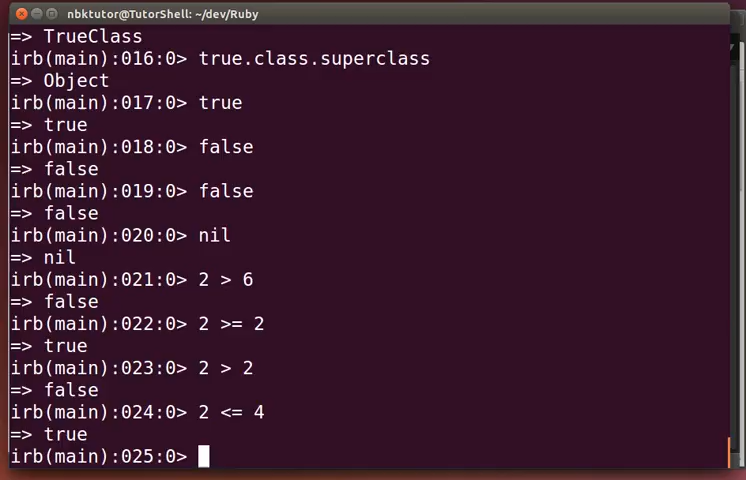 nbktutor@TutorShell: ~/dev/Ruby
=> TrueClass
irb(main):016:0> true.class.superclass
=> Object
irb(main):017:0> true
=> true
irb(main):018:0> false
=> false
irb(main):019:0> false
=> false
irb(main):020:0> nil
=> nil
irb(main):021:0> 2 > 6
=> false
irb(main):022:0> 2 >= 2
=> true
irb(main):023:0> 2 > 2
=> false
irb(main):024:0> 2 <= 4
=> true
irb(main):025:0>